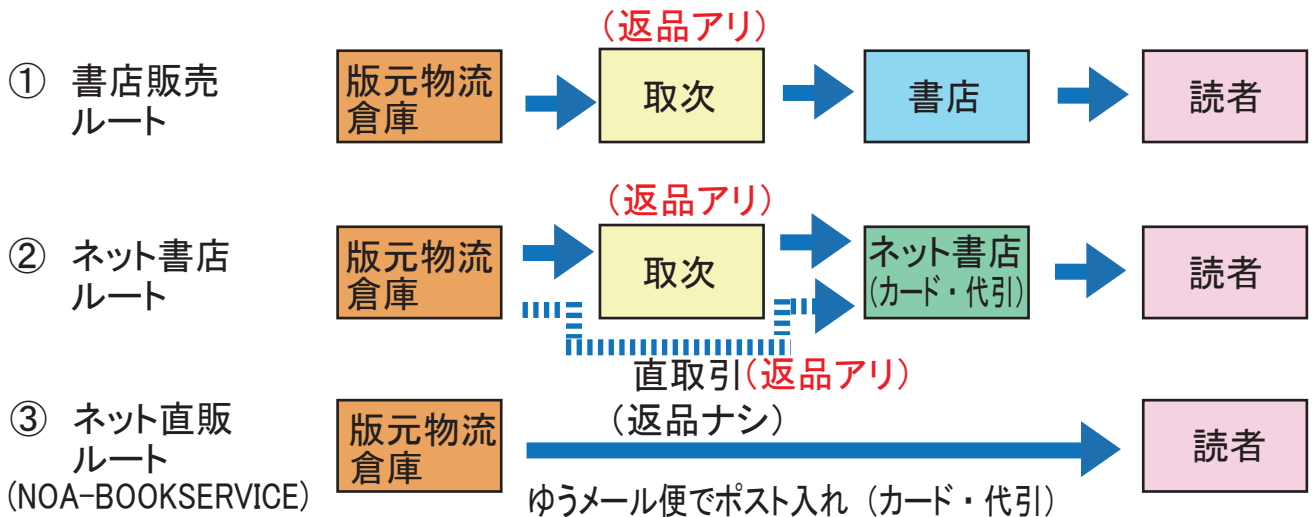 (返品アリ)
① 書店販売
ルート
版元物流
倉庫
取次
書店
読者
(返品アリ)
② ネット書店
ルート
版元物流
倉庫
取次
ネット書店
(カード・代引)
読者
直取引(返品アリ)
③ ネット直販
ルート
(NOA-BOOKSERVICE)
版元物流
倉庫
(返品ナシ)
読者
ゆうメール便でポスト入れ (カード・代引)